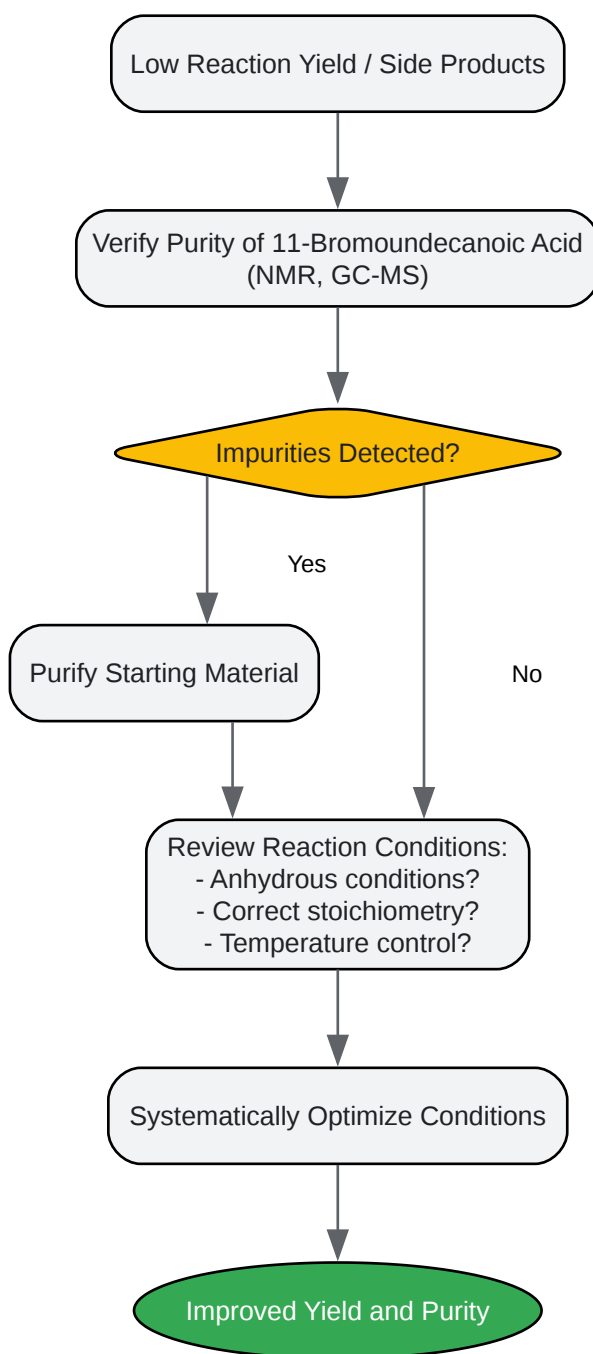 Low Reaction Yield / Side Products
Verify Purity of 11-Bromoundecanoic Acid
(NMR, GC-MS)
Impurities Detected?
Yes
Purify Starting Material
No
Review Reaction Conditions:
- Anhydrous conditions?
- Correct stoichiometry?
- Temperature control?
Systematically Optimize Conditions
Improved Yield and Purity